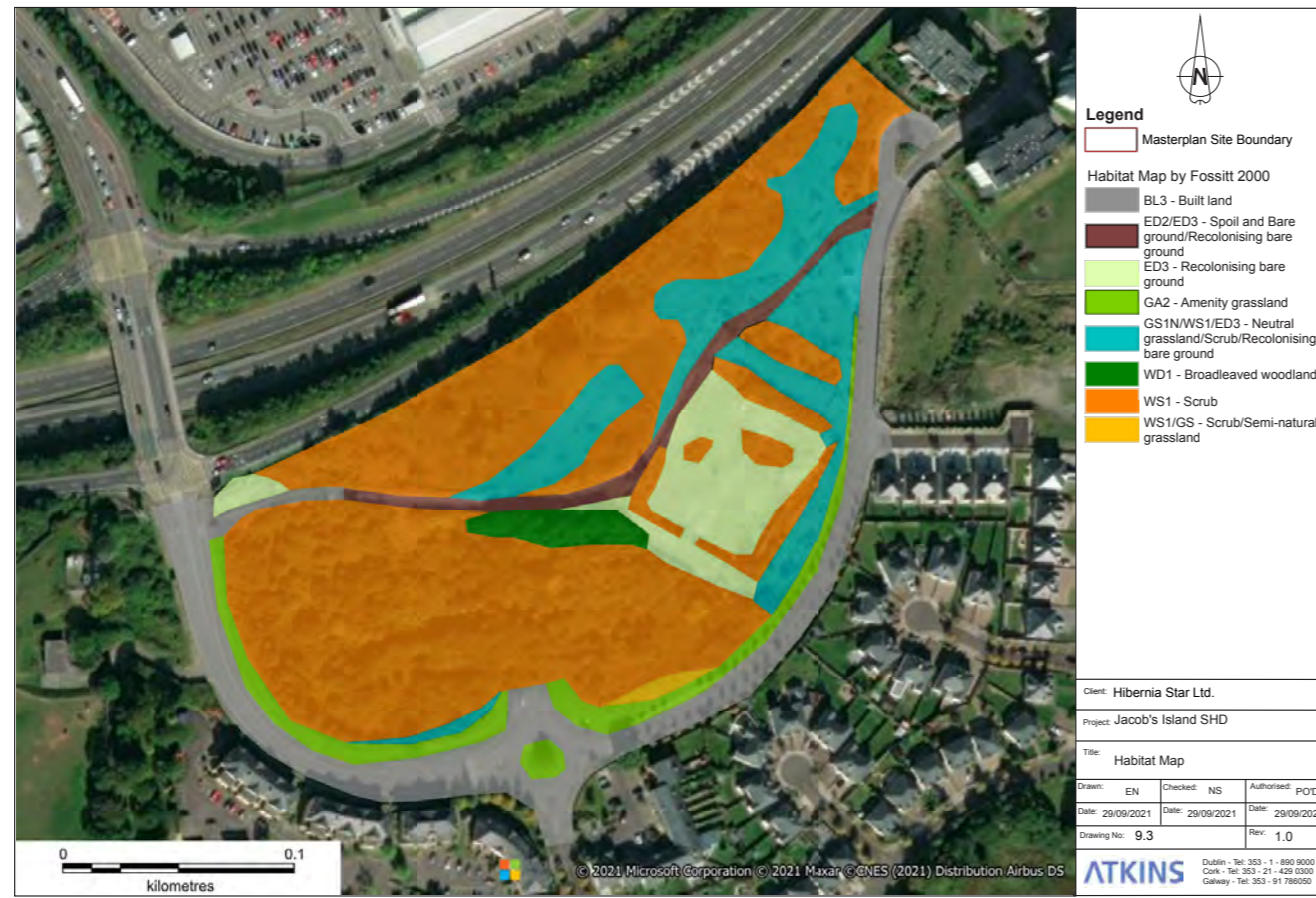 N
Legend
Masterplan Site Boundary
Habitat Map by Fossitt 2000
BL3 - Built land
ED2/ED3 - Spoil and Bare
ground/Recolonising bare
ground
ED3 - Recolonising bare
ground
GA2 - Amenity grassland
GS1N/WS1/ED3 - Neutral
grassland/Scrub/Recolonising
bare ground
WD1 - Broadleaved woodland
WS1 - Scrub
WS1/GS - Scrub/Semi-natural
grassland
Client: Hibernia Star Ltd.
Project: Jacob's Island SHD
Title:
Habitat Map
Drawn: EN Checked: NS Authorised:
Date: 29/09/2021 Date: 29/09/2021 Date: 29/09/202
Drawing No: 9.3 Rev: 1.0
ATKINS
Dublin - Tel: 353 - 1 - 890 9000
Cork - Tel: 353 - 21 - 429 0300
Galway - Tel: 353 - 91 786050
0 0.1
kilometres
© 2021 Microsoft Corporation © 2021 Maxar ©CNES (2021) Distribution Airbus DS